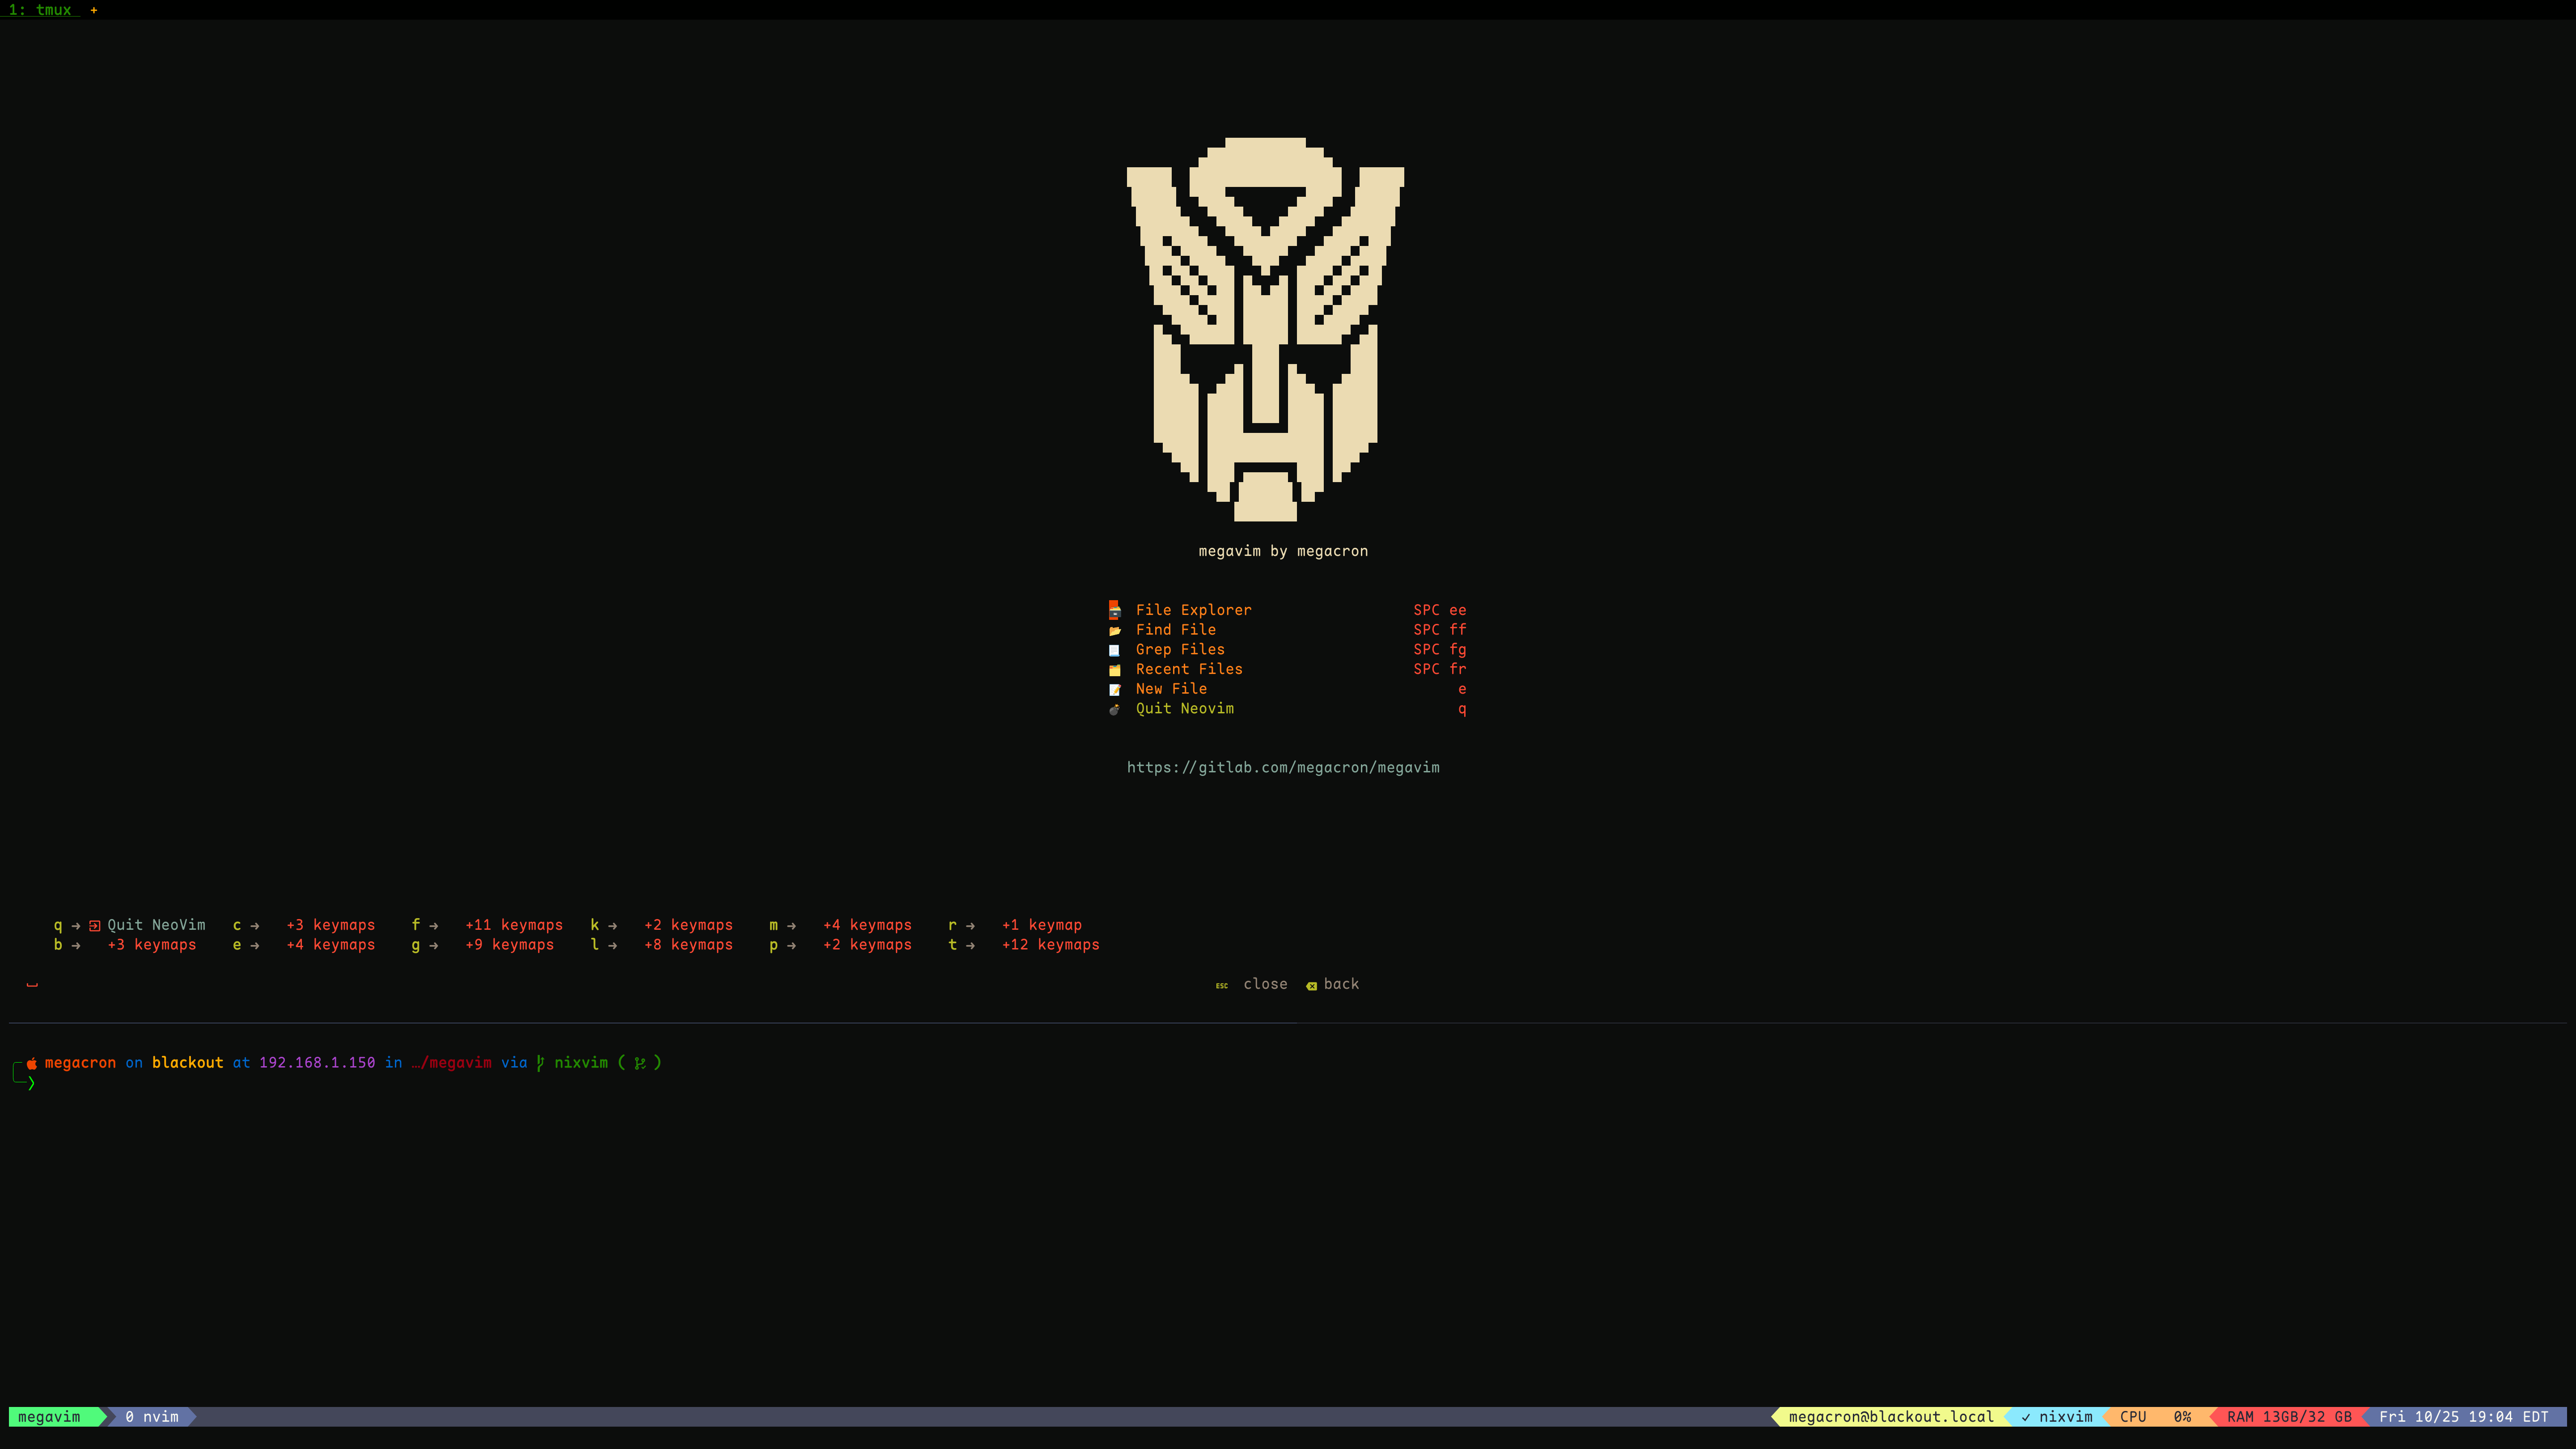 1: tmux +
megavim by megacron
File Explorer SPC ee
Find File SPC ff
Grep Files SPC fg
Recent Files SPC fr
New File e
Quit Neovim q
https://gitlab.com/megacron/megavim
q → Quit NeoVim c → +3 keymaps f → +11 keymaps k → +2 keymaps m → +4 keymaps r → +1 keymap
b → +3 keymaps e → +4 keymaps g → +9 keymaps l → +8 keymaps p → +2 keymaps t → +12 keymaps
ESC close back
megacron on blackout at 192.168.1.150 in …/megavim via nixvim ( )
❯
megavim 0 nvim megacron@blackout.local ✓ nixvim CPU 0% RAM 13GB/32 GB Fri 10/25 19:04 EDT